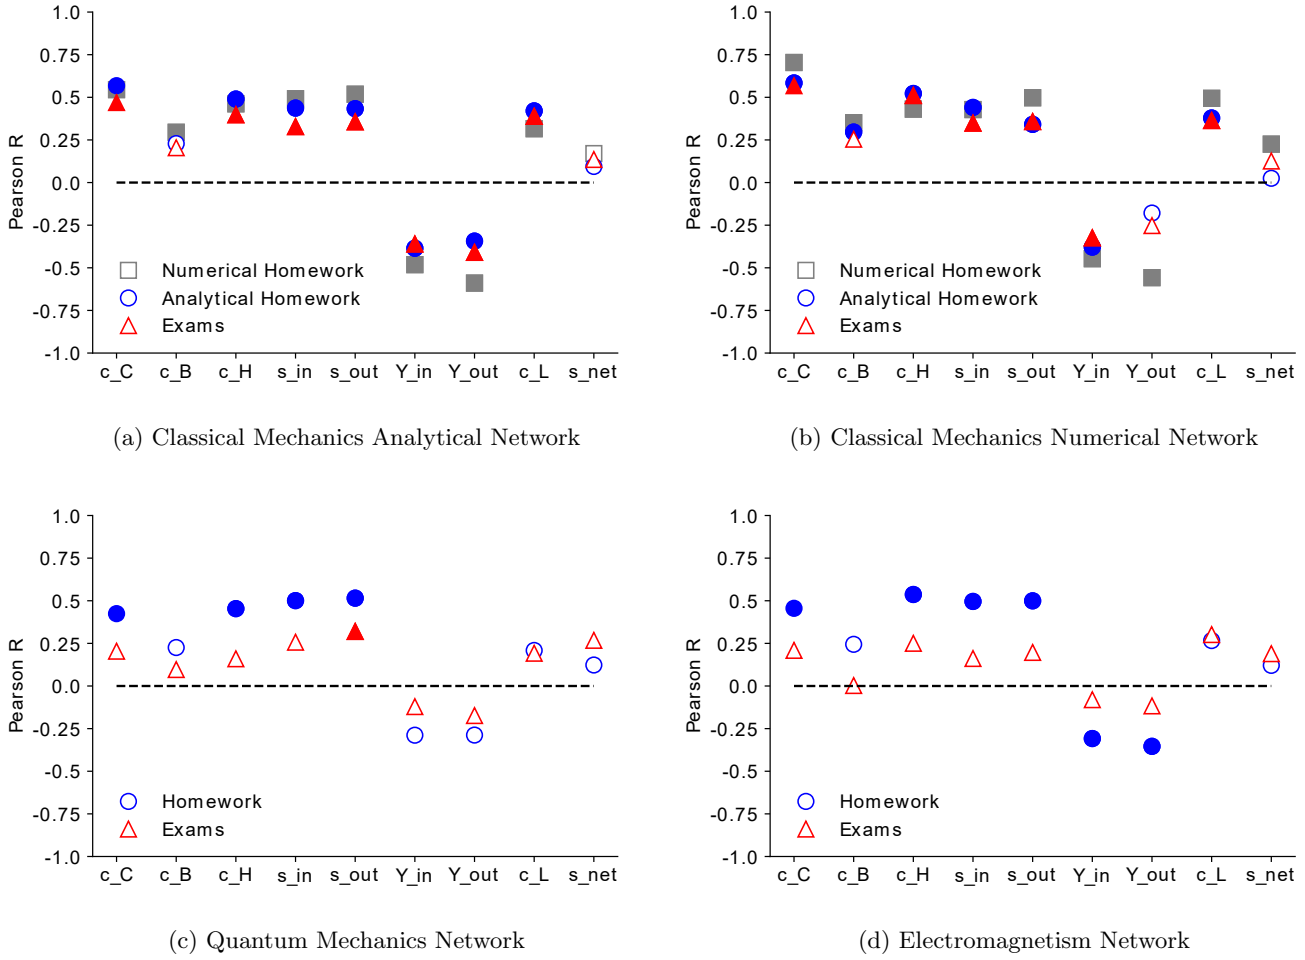 1.0
0.75
0.5
0.25
0.0
-0.25
-0.5
-0.75
-1.0
Pearson R
Numerical Homework
Analytical Homework
Exams
c_C c_B c_H s_in s_out Y_in Y_out c_L s_net
(a) Classical Mechanics Analytical Network
1.0
0.75
0.5
0.25
0.0
-0.25
-0.5
-0.75
-1.0
Pearson R
Numerical Homework
Analytical Homework
Exams
c_C c_B c_H s_in s_out Y_in Y_out c_L s_net
(b) Classical Mechanics Numerical Network
1.0
0.75
0.5
0.25
0.0
-0.25
-0.5
-0.75
-1.0
Pearson R
Homework
Exams
c_C c_B c_H s_in s_out Y_in Y_out c_L s_net
(c) Quantum Mechanics Network
1.0
0.75
0.5
0.25
0.0
-0.25
-0.5
-0.75
-1.0
Pearson R
Homework
Exams
c_C c_B c_H s_in s_out Y_in Y_out c_L s_net
(d) Electromagnetism Network